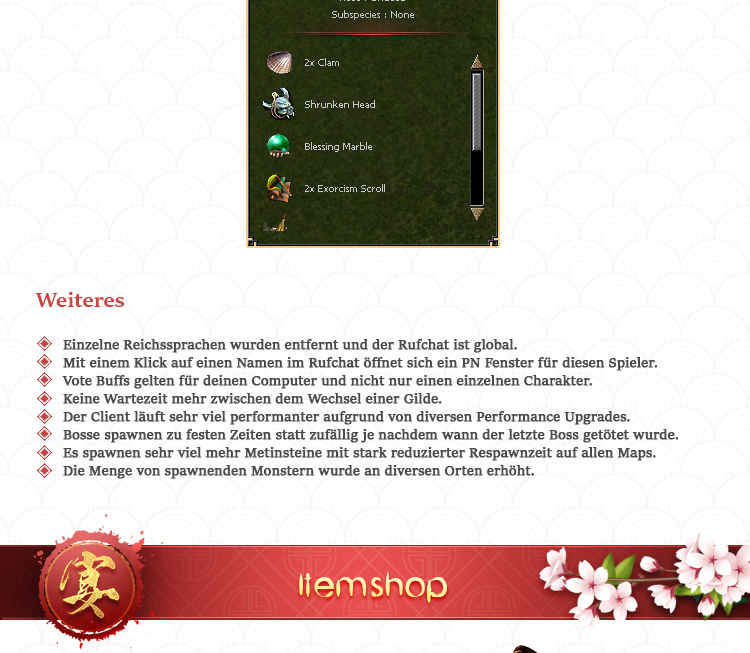 Subspecies : None
2x Clam
Shrunken Head
Blessing Marble
2x Exorcism Scroll
Weiteres
Einzelne Reichssprachen wurden entfernt und der Rufchat ist global.
Mit einem Klick auf einen Namen im Rufchat öffnet sich ein PN Fenster für diesen Spieler.
Vote Buffs gelten für deinen Computer und nicht nur einen einzelnen Charakter.
Keine Wartezeit mehr zwischen dem Wechsel einer Gilde.
Der Client läuft sehr viel performanter aufgrund von diversen Performance Upgrades.
Bosse spawnen zu festen Zeiten statt zufällig je nachdem wann der letzte Boss getötet wurde.
Es spawnen sehr viel mehr Metinsteine mit stark reduzierter Respawnzeit auf allen Maps.
Die Menge von spawnenden Monstern wurde an diversen Orten erhöht.
宴
Itemshop